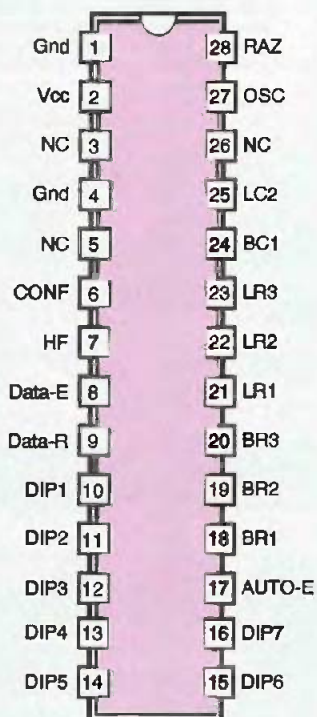 Gnd 1 28 RAZ
Vcc 2 27 OSC
NC 3 26 NC
Gnd 4 25 LC2
NC 5 24 BC1
CONF 6 23 LR3
HF 7 22 LR2
Data-E 8 21 LR1
Data-R 9 20 BR3
DIP1 10 19 BR2
DIP2 11 18 BR1
DIP3 12 17 AUTO-E
DIP4 13 16 DIP7
DIP5 14 15 DIP6